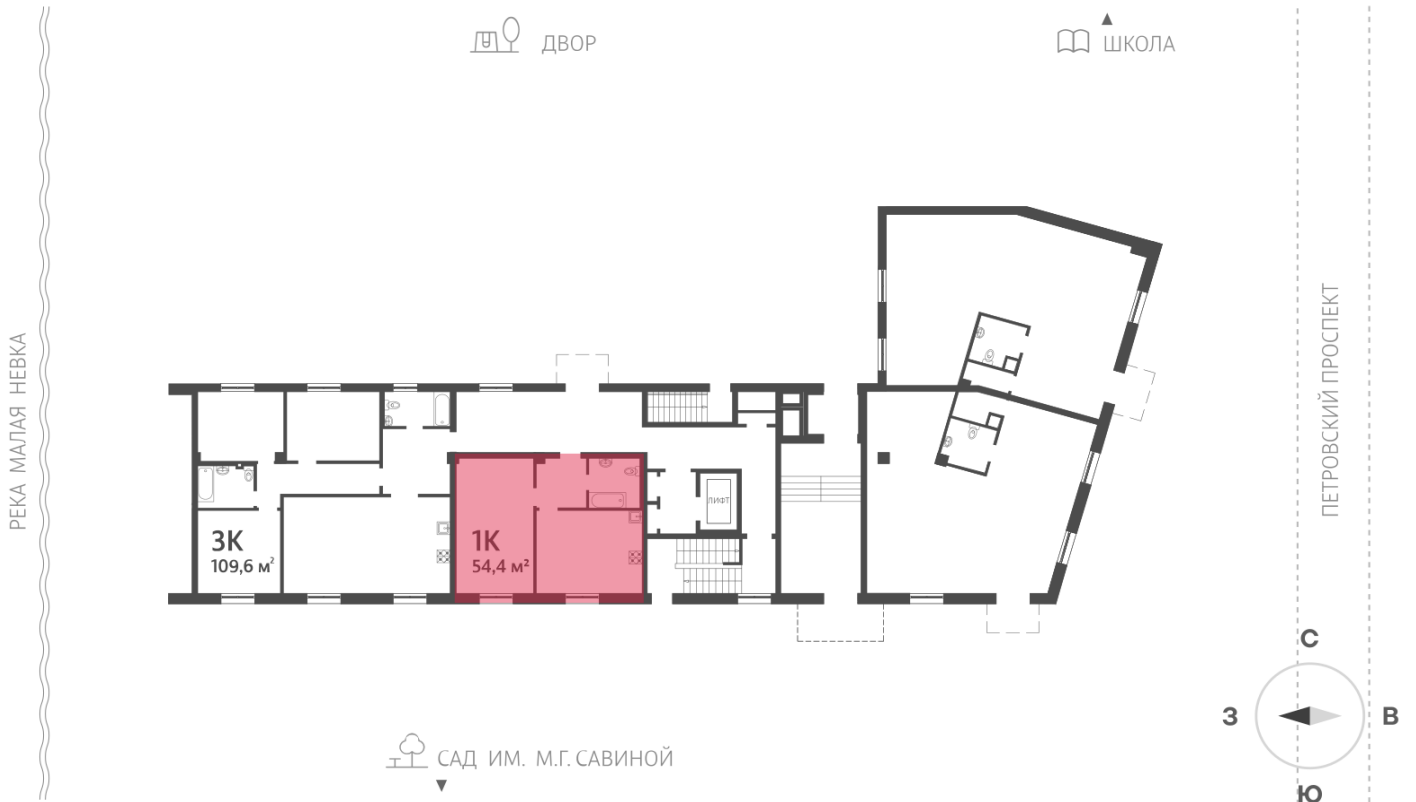 ДВОР
ШКОЛА
РЕКА МАЛАЯ НЕВКА
ПЕТРОВСКИЙ ПРОСПЕКТ
ЛИФТ
3К
109,6 м²
1К
54,4 м²
С
З
В
Ю
САД ИМ. М.Г. САВИНОЙ